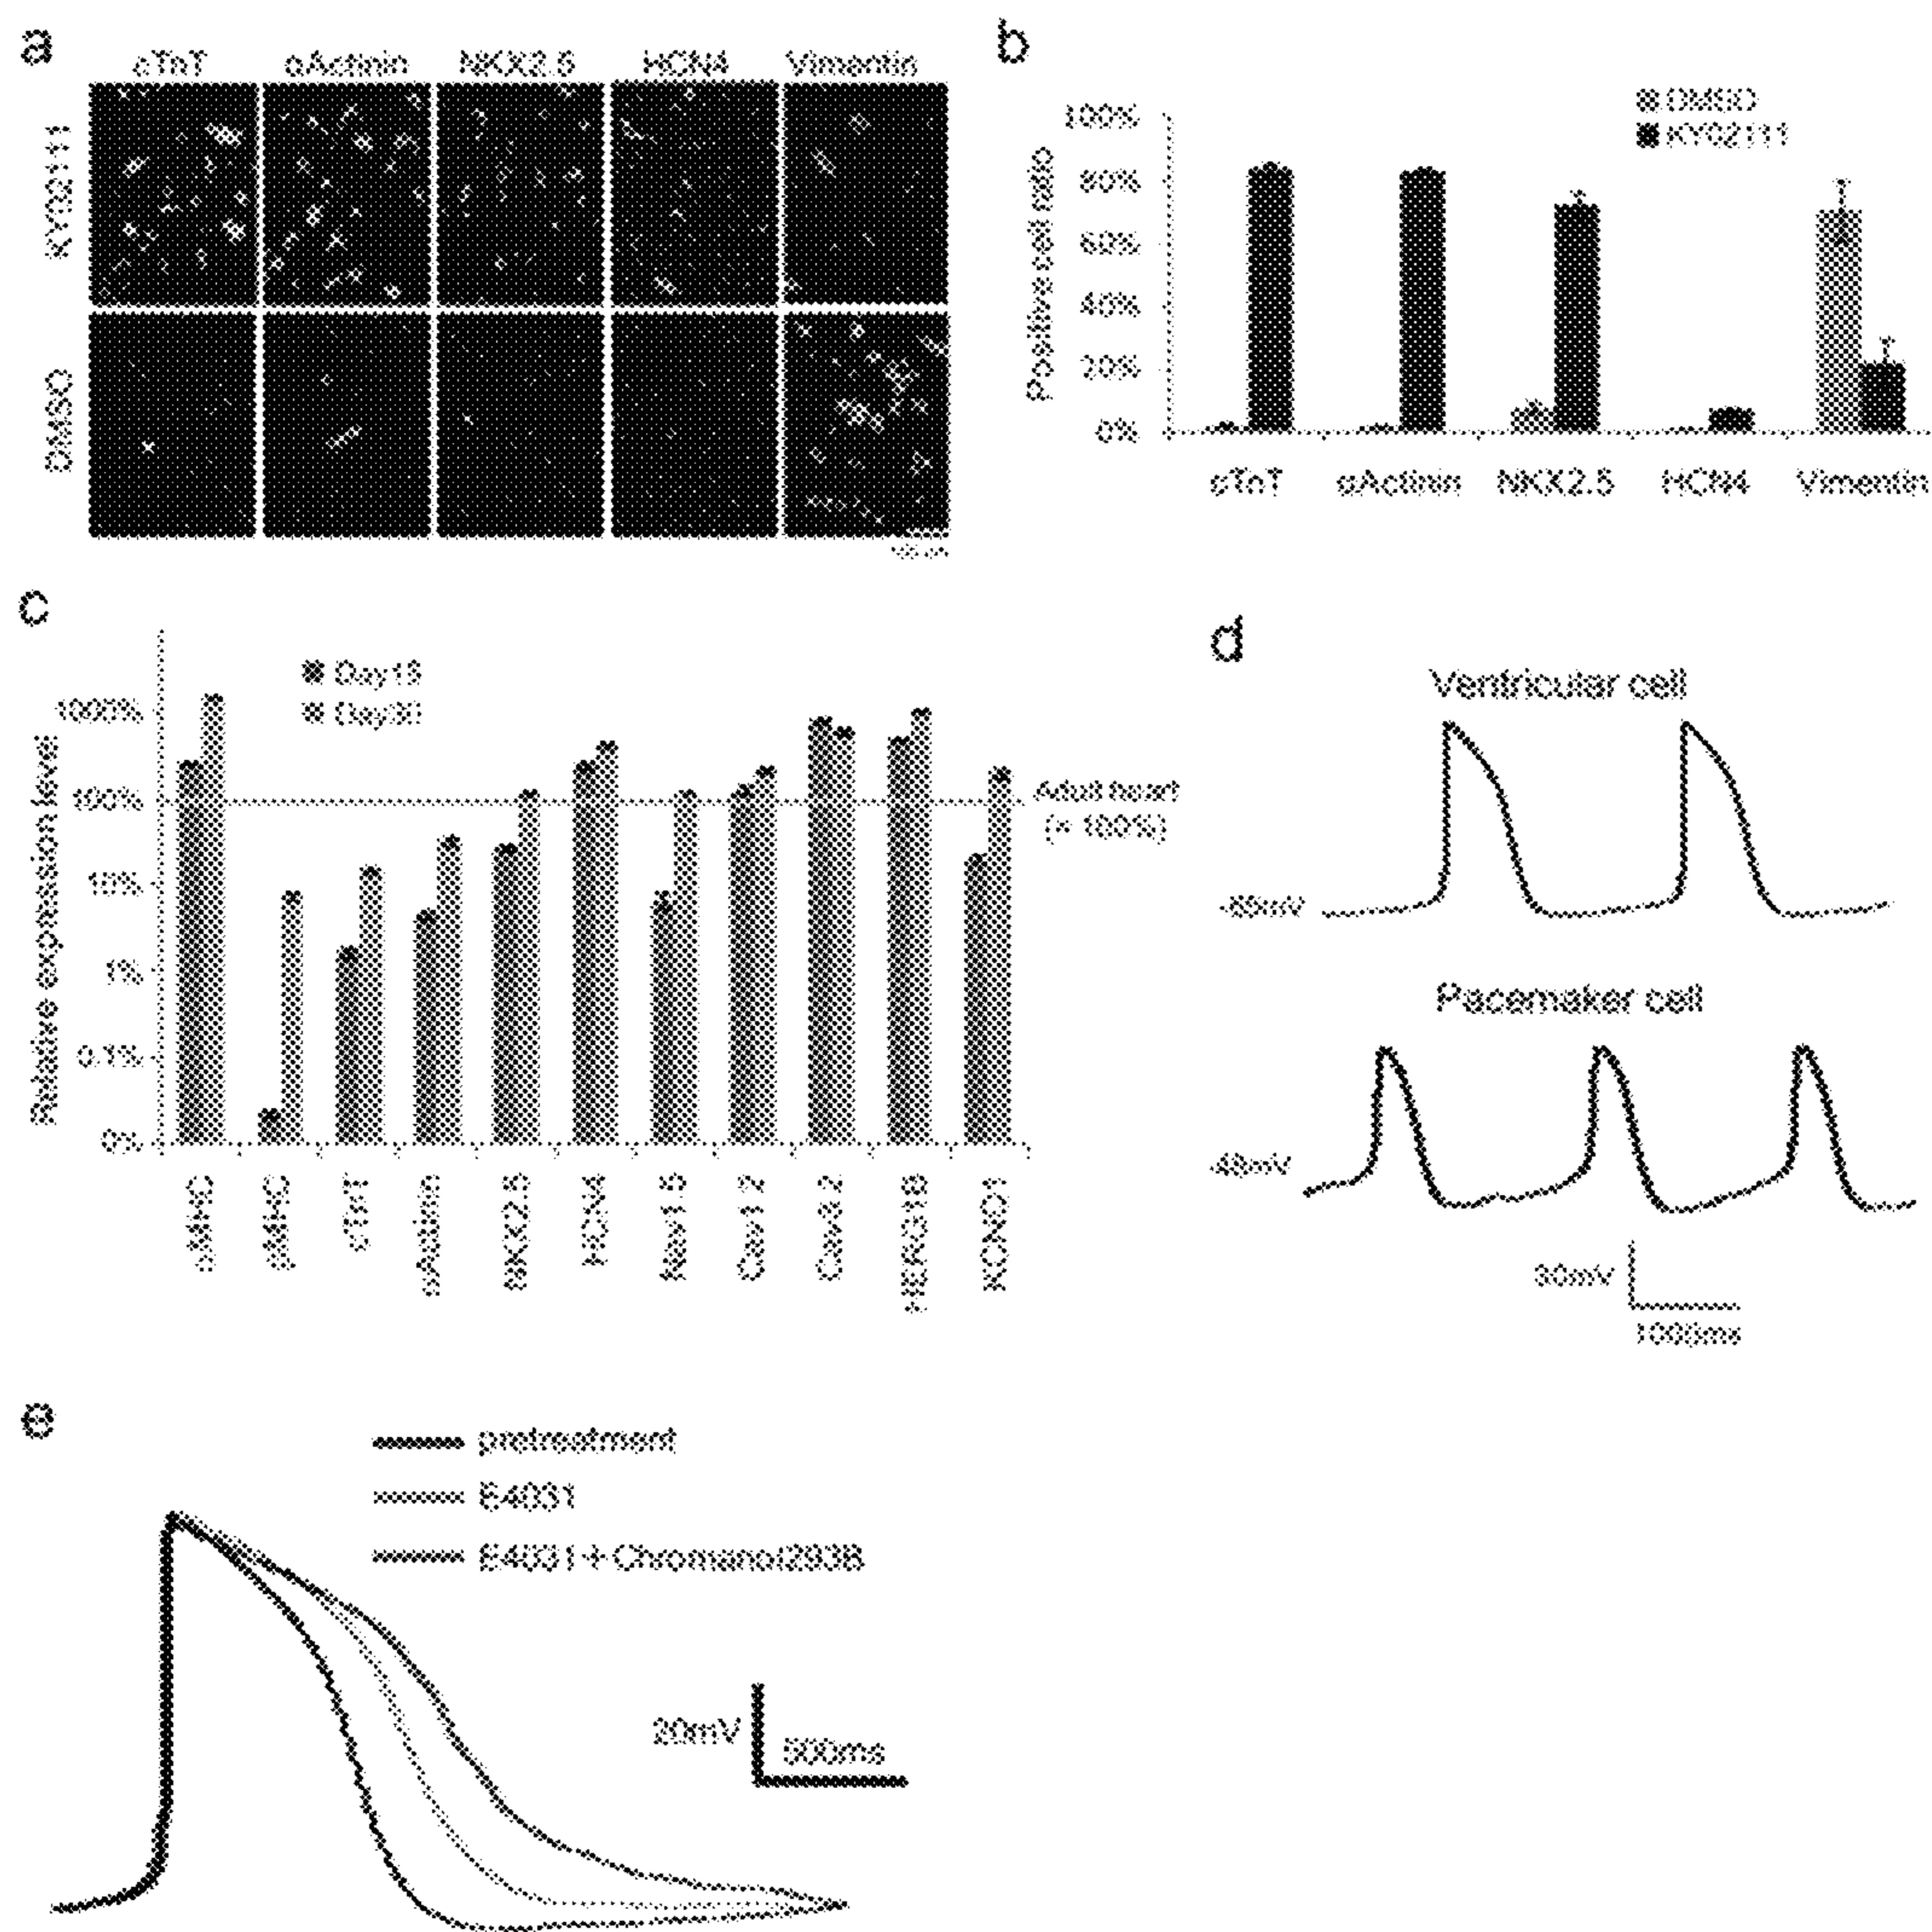 a
cTnT αActinin NKX2.5 HCN4 Vimentin
KY02111
DMSO
b
DMSO
KY02111
Positive cell ratio
100%
80%
60%
40%
20%
0%
cTnT αActinin NKX2.5 HCN4 Vimentin
c
Day15
Day30
Relative expression level
1000%
100%
10%
1%
0.1%
0%
Adult heart
(= 100%)
αMHC
βMHC
cTnT
αActinin
NKX2.5
HCN4
Nav1.5
Cav1.2
Cav3.2
HERG1B
KCNQ1
d
Ventricular cell
Pacemaker cell
30mV
1000ms
e
pretreatment
E4031
E4031+Chromanol293B
20mV
500ms